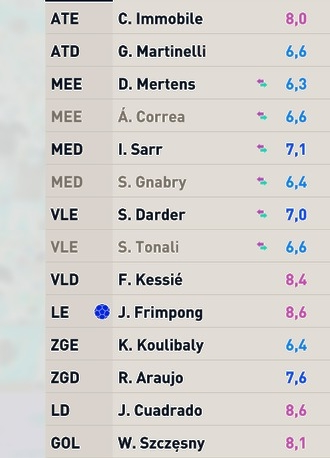 ATE C. Immobile 8,0
ATD G. Martinelli 6,6
MEE D. Mertens 6,3
MEE Á. Correa 6,6
MED I. Sarr 7,1
MED S. Gnabry 6,4
VLE S. Darder 7,0
VLE S. Tonali 6,6
VLD F. Kessié 8,4
LE J. Frimpong 8,6
ZGE K. Koulibaly 6,4
ZGD R. Araujo 7,6
LD J. Cuadrado 8,6
GOL W. Szczęsny 8,1